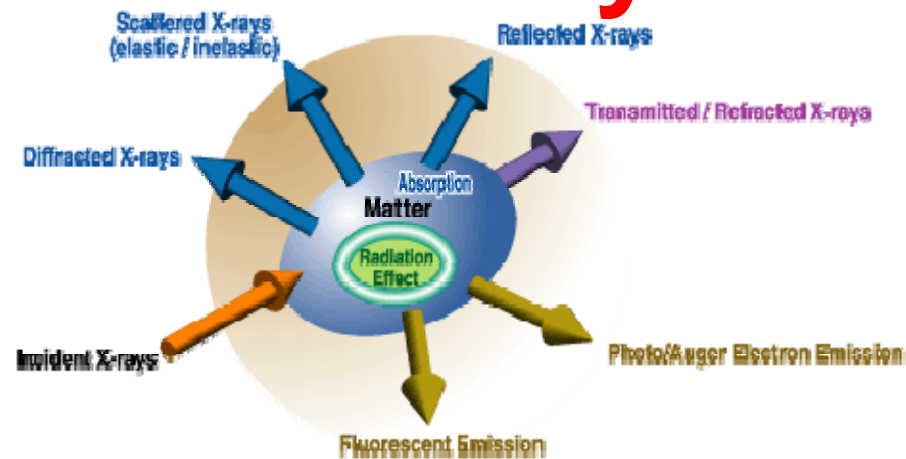 Scattered X-rays
(elastic / inelastic)
Reflected X-rays
Transmitted / Refracted X-rays
Diffracted X-rays
Absorption
Matter
Radiation
Effect
Incident X-rays
Photo/Auger Electron Emission
Fluorescent Emission